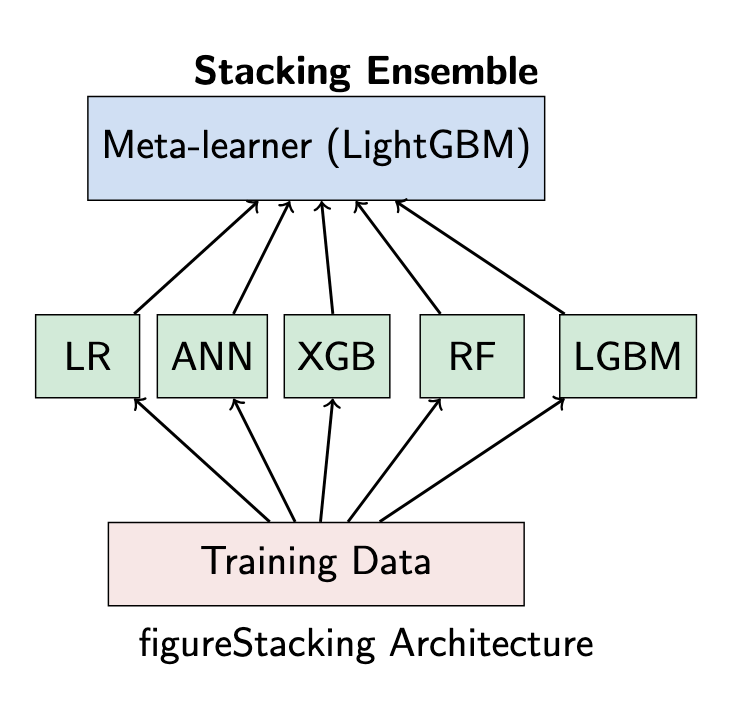 Stacking Ensemble
Meta-learner (LightGBM)
LR ANN XGB RF LGBM
Training Data
figureStacking Architecture